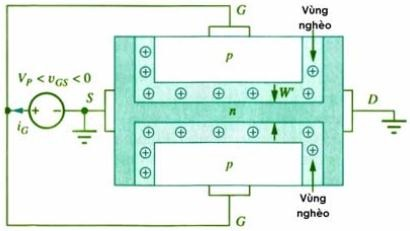 G
Vùng
nghèo
p
V_P < v_GS < 0
S
W'
n
D
i_G
p
Vùng
nghèo
G